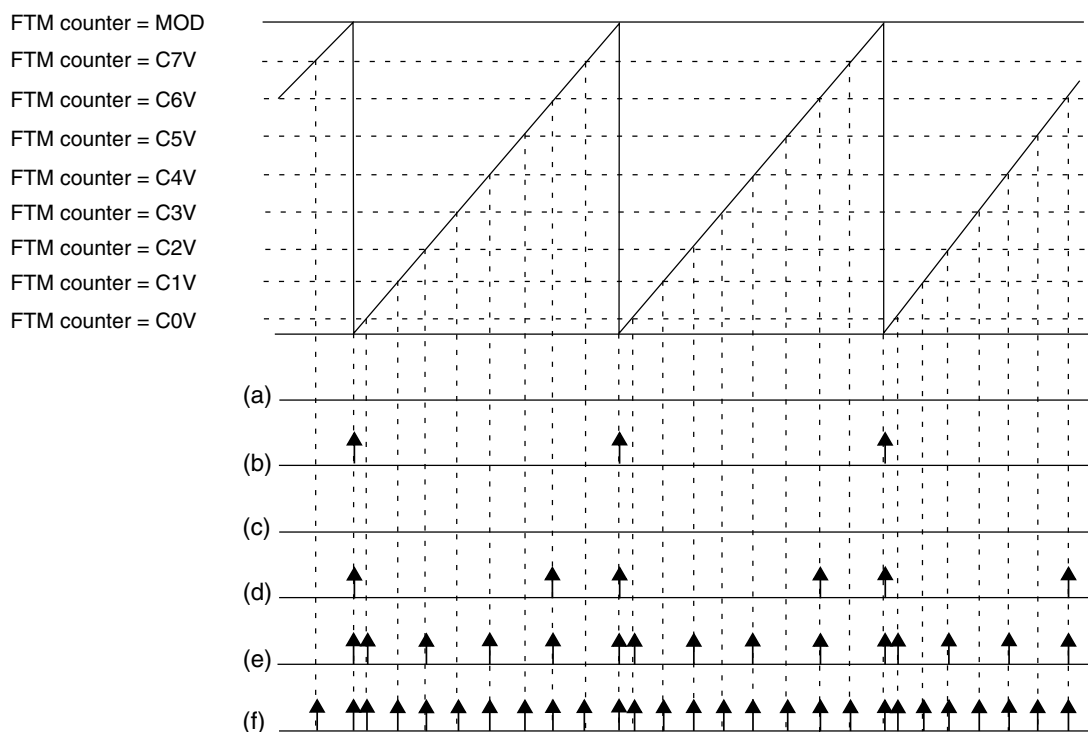 FTM counter = MOD
FTM counter = C7V
FTM counter = C6V
FTM counter = C5V
FTM counter = C4V
FTM counter = C3V
FTM counter = C2V
FTM counter = C1V
FTM counter = C0V
(a)
(b)
(c)
(d)
(e)
(f)